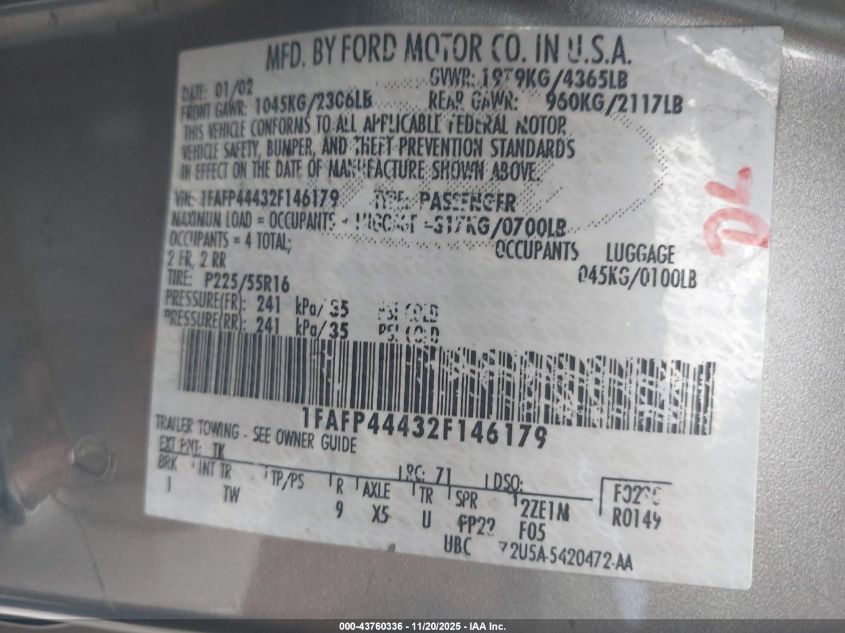 MFD. BY FORD MOTOR CO. IN U.S.A.
DATE: 01/02 GVWR: 1979KG/4365LB
FRONT GAWR: 1045KG/2306LB REAR GAWR: 960KG/2117LB
THIS VEHICLE CONFORMS TO ALL APPLICABLE FEDERAL MOTOR
VEHICLE SAFETY, BUMPER, AND THEFT PREVENTION STANDARDS
IN EFFECT ON THE DATE OF MANUFACTURE SHOWN ABOVE.
VIN: 1FAFP44432F146179 TYPE: PASSENGER
MAXIMUM LOAD = OCCUPANTS + LUGGAGE = 317KG/0700LB
OCCUPANTS = 4 TOTAL; OCCUPANTS LUGGAGE
2 FR, 2 RR 045KG/0100LB
TIRE: P225/55R16
PRESSURE(FR): 241 kPa/35 PSI COLD
PRESSURE(RR): 241 kPa/35 PSI COLD
1FAFP44432F146179
TRAILER TOWING - SEE OWNER GUIDE
EXT PNT: TK RC: 71 DSO:
BRK INT TR TP/PS R AXLE TR SPR
1 TW 9 X5 U FP22 2ZE1M F05
R0149
UBC 72U5A-5420472-AA
000-43760336 - 11/20/2025 - IAA Inc.